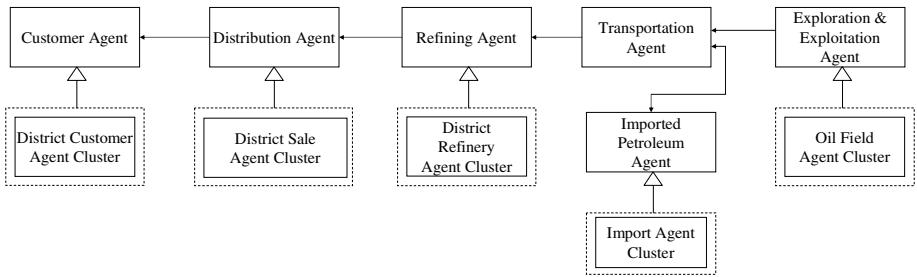 Customer Agent
Distribution Agent
Refining Agent
Transportation
Agent
Exploration &
Exploitation
Agent
District Customer
Agent Cluster
District Sale
Agent Cluster
District
Refinery
Agent Cluster
Imported
Petroleum
Agent
Oil Field
Agent Cluster
Import Agent
Cluster